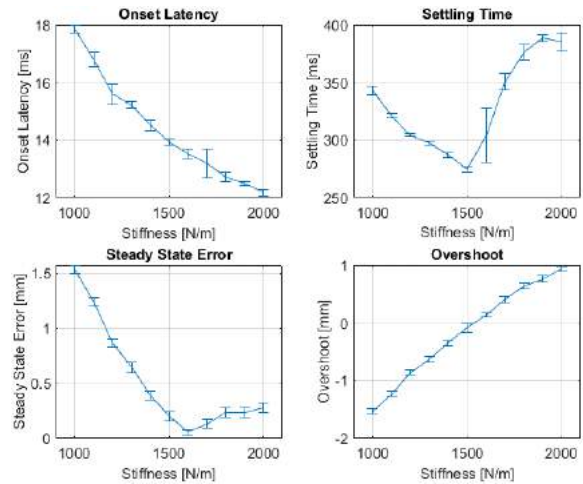 Onset Latency
Onset Latency [ms]
18
16
14
12
1000
1500
2000
Stiffness [N/m]
Settling Time
Settling Time [ms]
400
350
300
250
1000
1500
2000
Stiffness [N/m]
Steady State Error
Steady State Error [mm]
1.5
1
0.5
0
1000
1500
2000
Stiffness [N/m]
Overshoot
Overshoot [mm]
1
0
-1
-2
1000
1500
2000
Stiffness [N/m]